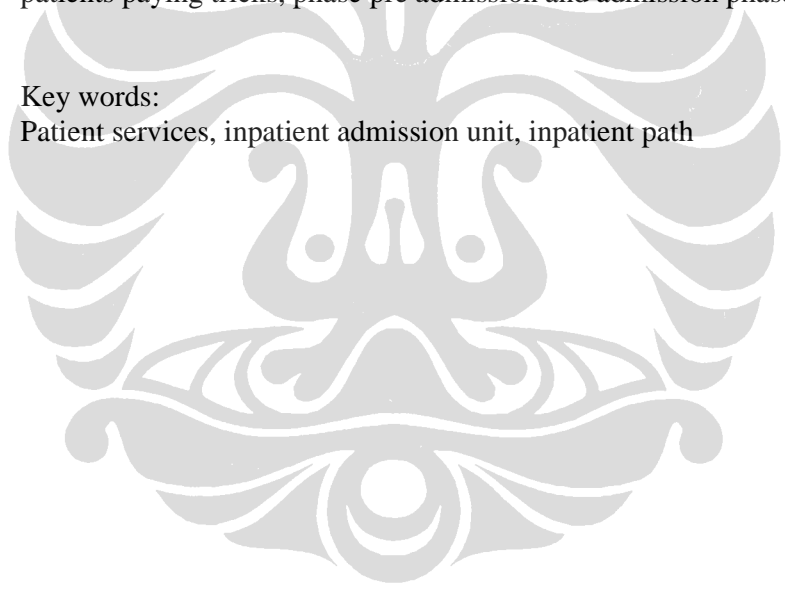 patients paying tricks, phase pre admission and admission phase
Key words:
Patient services, inpatient admission unit, inpatient path